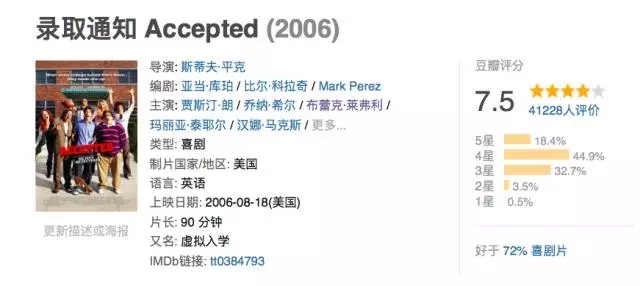 录取通知 Accepted (2006)
ACCEPTED
更新描述或海报
导演: 斯蒂夫·平克
编剧: 亚当·库珀 / 比尔·科拉奇 / Mark Perez
主演: 贾斯汀·朗 / 乔纳·希尔 / 布蕾克·莱弗利 /
玛丽亚·泰耶尔 / 汉娜·马克斯 / 更多...
类型: 喜剧
制片国家/地区: 美国
语言: 英语
上映日期: 2006-08-18(美国)
片长: 90 分钟
又名: 虚拟入学
IMDb链接: tt0384793
豆瓣评分
7.5
41228人评价
5星 18.4%
4星 44.9%
3星 32.7%
2星 3.5%
1星 0.5%
好于 72% 喜剧片